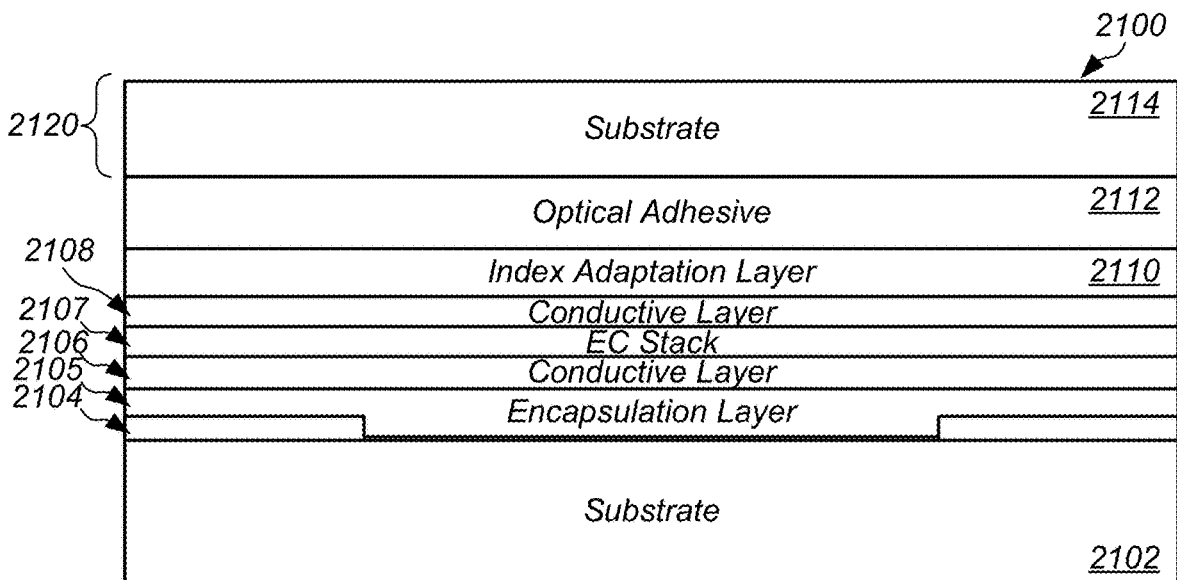 2100
2114
2120
Substrate
2112
Optical Adhesive
2108
Index Adaptation Layer
2110
2107
Conductive Layer
2106
EC Stack
2105
Conductive Layer
2104
Encapsulation Layer
Substrate
2102